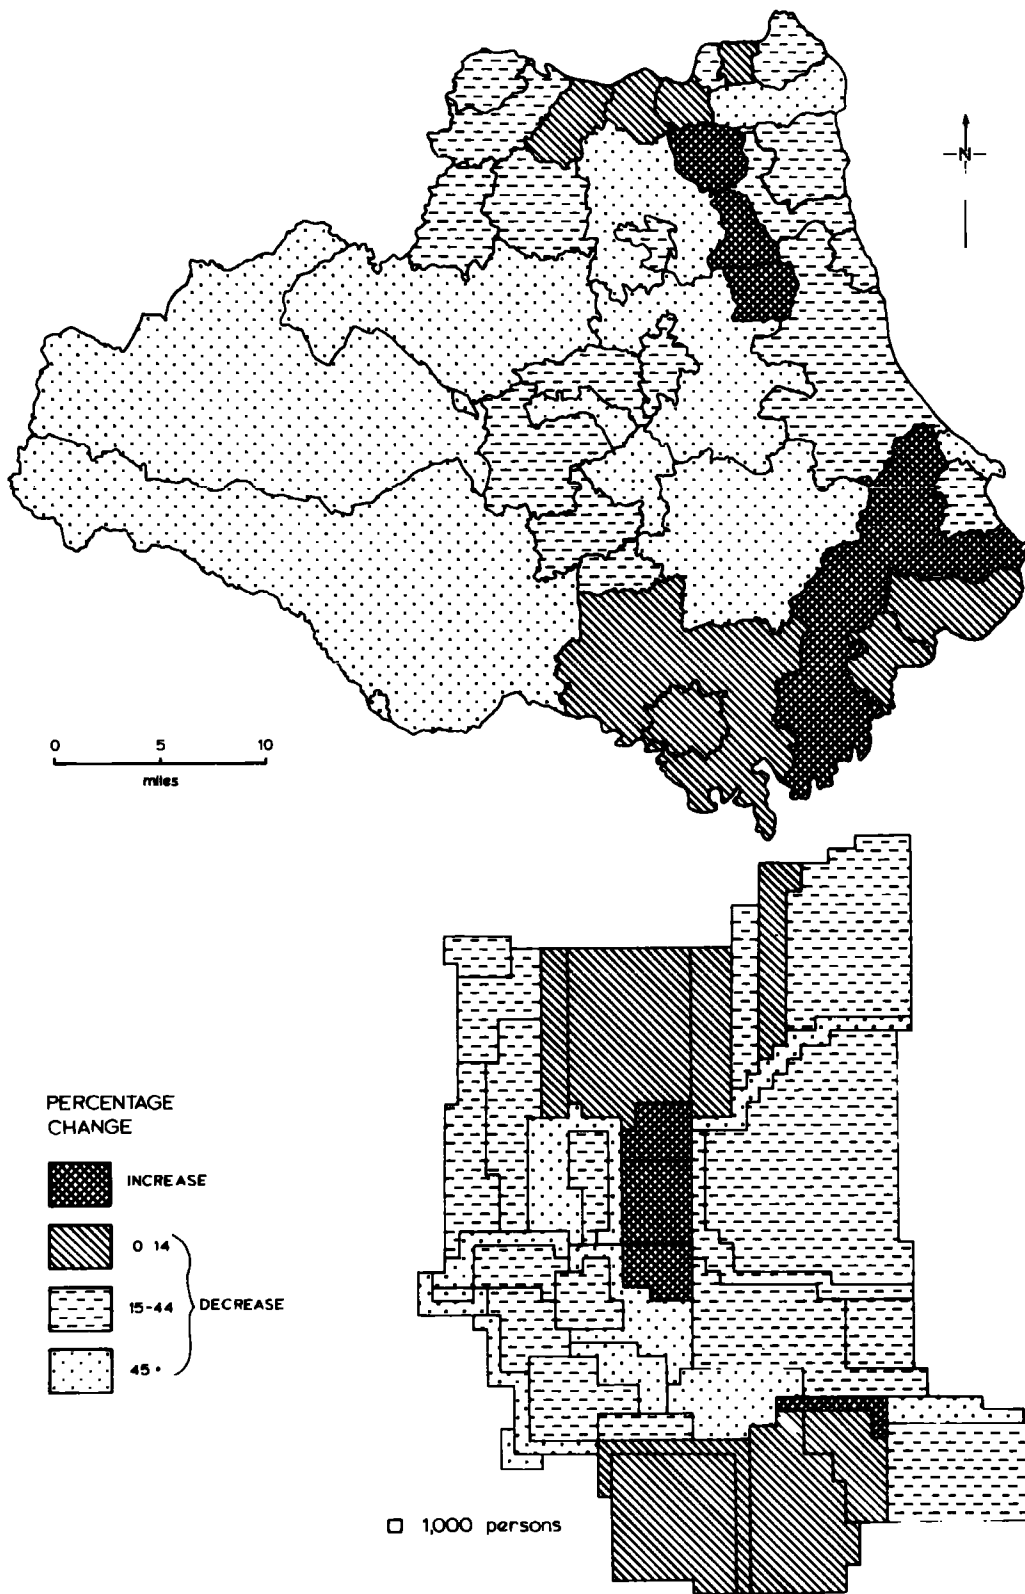 N
0 5 10
miles
PERCENTAGE
CHANGE
INCREASE
0 14
15-44 DECREASE
45 •
1,000 persons